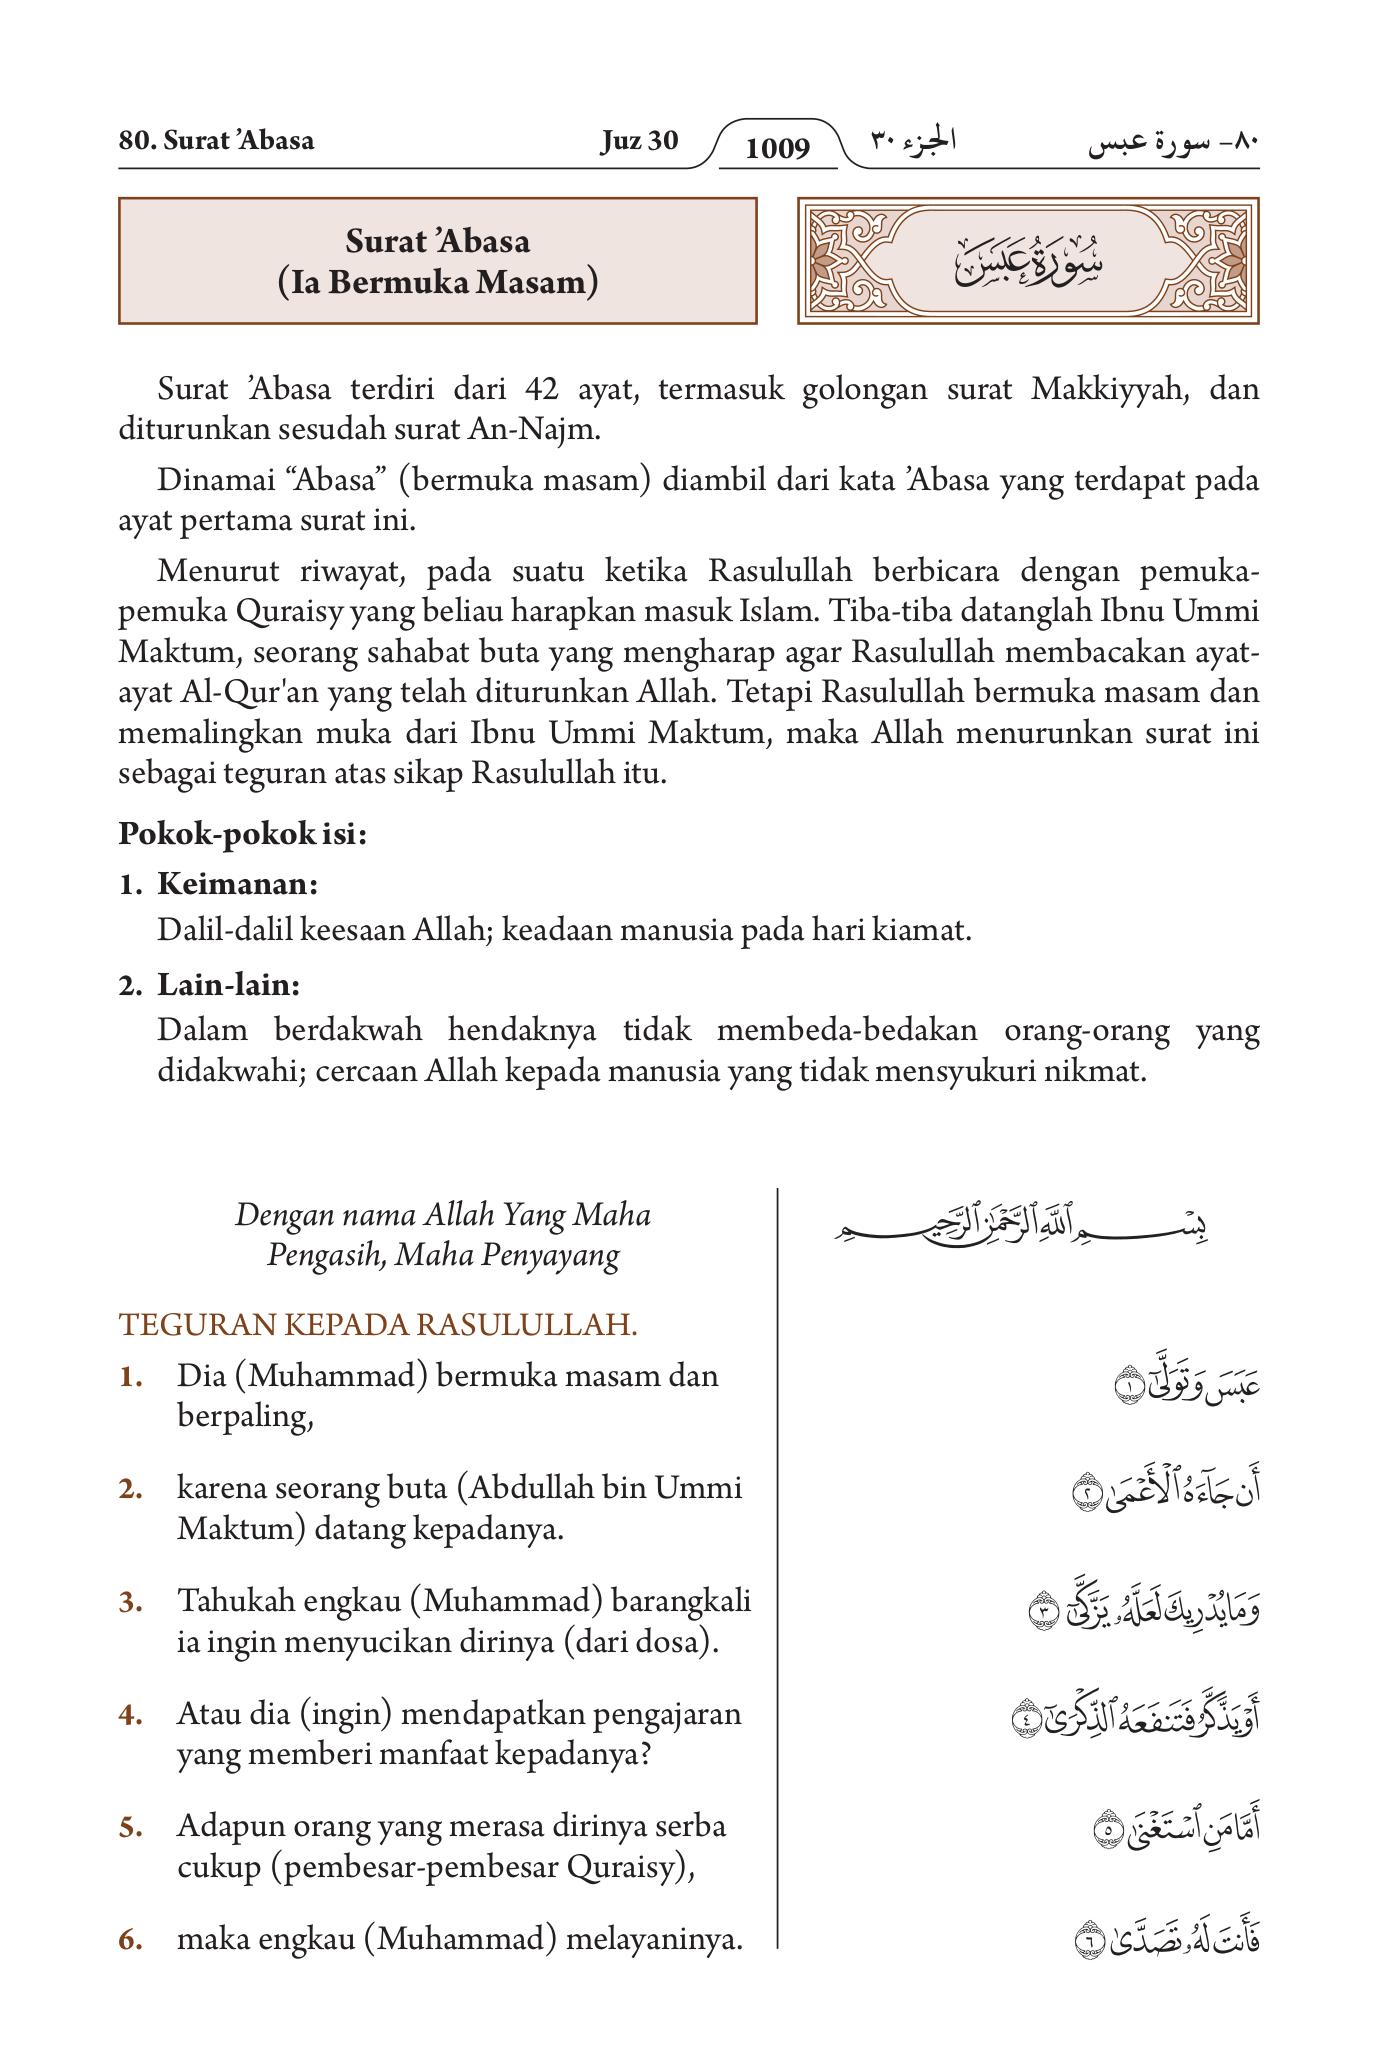 80. Surat ’Abasa Juz 30 1009 الجزء ٣٠ ٨٠- سورة عبس
Surat ’Abasa
(Ia Bermuka Masam)
سُورَةُ عَبَسَ
Surat ’Abasa terdiri dari 42 ayat, termasuk golongan surat Makkiyyah, dan
diturunkan sesudah surat An-Najm.
Dinamai “Abasa” (bermuka masam) diambil dari kata ’Abasa yang terdapat pada
ayat pertama surat ini.
Menurut riwayat, pada suatu ketika Rasulullah berbicara dengan pemuka-
pemuka Quraisy yang beliau harapkan masuk Islam. Tiba-tiba datanglah Ibnu Ummi
Maktum, seorang sahabat buta yang mengharap agar Rasulullah membacakan ayat-
ayat Al-Qur'an yang telah diturunkan Allah. Tetapi Rasulullah bermuka masam dan
memalingkan muka dari Ibnu Ummi Maktum, maka Allah menurunkan surat ini
sebagai teguran atas sikap Rasulullah itu.
Pokok-pokok isi:
1. Keimanan:
Dalil-dalil keesaan Allah; keadaan manusia pada hari kiamat.
2. Lain-lain:
Dalam berdakwah hendaknya tidak membeda-bedakan orang-orang yang
didakwahi; cercaan Allah kepada manusia yang tidak mensyukuri nikmat.
Dengan nama Allah Yang Maha
Pengasih, Maha Penyayang
بِسْمِ ٱللَّهِ ٱلرَّحْمَٰنِ ٱلرَّحِيمِ
TEGURAN KEPADA RASULULLAH.
1. Dia (Muhammad) bermuka masam dan
berpaling,
عَبَسَ وَتَوَلَّىٰٓ ١
2. karena seorang buta (Abdullah bin Ummi
Maktum) datang kepadanya.
أَن جَآءَهُ ٱلْأَعْمَىٰ ٢
3. Tahukah engkau (Muhammad) barangkali
ia ingin menyucikan dirinya (dari dosa).
وَمَا يُدْرِيكَ لَعَلَّهُۥ يَزَّكَّىٰٓ ٣
4. Atau dia (ingin) mendapatkan pengajaran
yang memberi manfaat kepadanya?
أَوْ يَذَّكَّرُ فَتَنفَعَهُ ٱلذِّكْرَىٰٓ ٤
5. Adapun orang yang merasa dirinya serba
cukup (pembesar-pembesar Quraisy),
أَمَّا مَنِ ٱسْتَغْنَىٰ ٥
6. maka engkau (Muhammad) melayaninya.
فَأَنتَ لَهُۥ تَصَدَّىٰ ٦